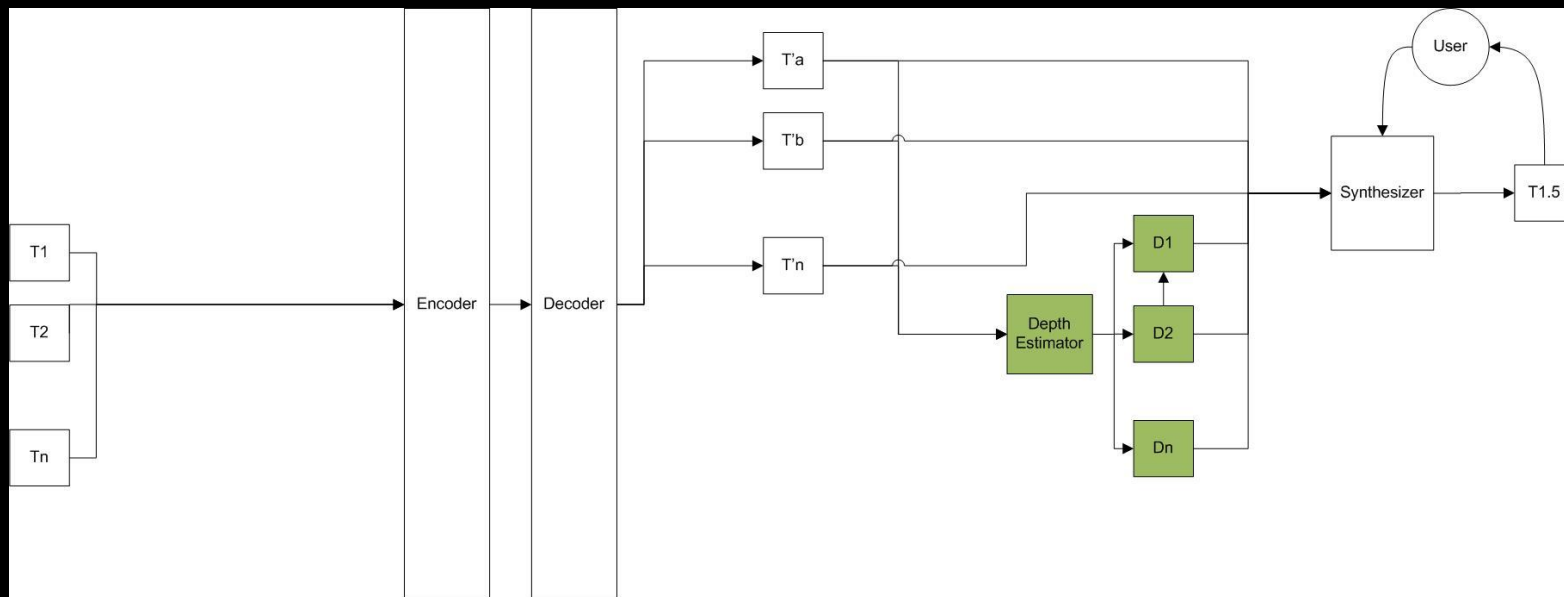 User
T'a
T'b
Synthesizer
T1.5
T1
D1
T'n
Encoder
Decoder
T2
Depth
Estimator
D2
Dn
Tn